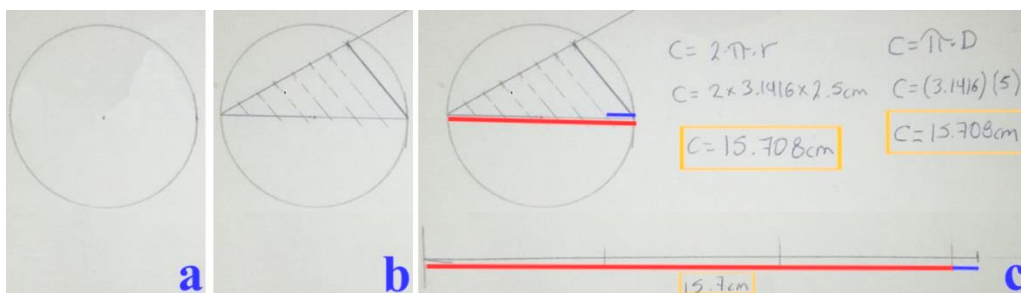 C= 2·π·r
C= 2 x 3.1416 x 2.5cm
C= 15.708cm
C= π·D
C= (3.1416)(5)
C= 15.708cm
15.7cm
a
b
c